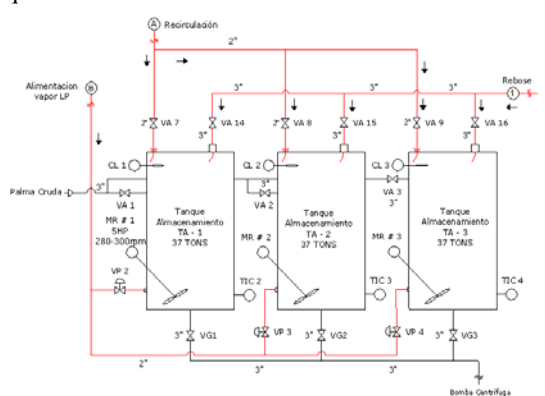 A
Recirculación
2"
Alimentacion
vapor LP
B
3"
3"
3"
Rebose
1
2"
VA 7
VA 14
2"
VA 8
VA 15
2"
VA 9
VA 16
3"
3"
3"
CL 1
CL 2
CL 3
Palma Cruda
3"
VA 1
3"
VA 2
VA 3
3"
MR # 1
5HP
280-300mm
Tanque
Almacenamiento
TA - 1
37 TONS
MR # 2
Tanque
Almacenamiento
TA - 2
37 TONS
MR # 3
Tanque
Almacenamiento
TA - 3
37 TONS
VP 2
TIC 2
TIC 3
TIC 4
3"
VG1
VP 3
3"
VG2
VP 4
3"
VG3
2"
3"
3"
3"
Bomba Centrífuga